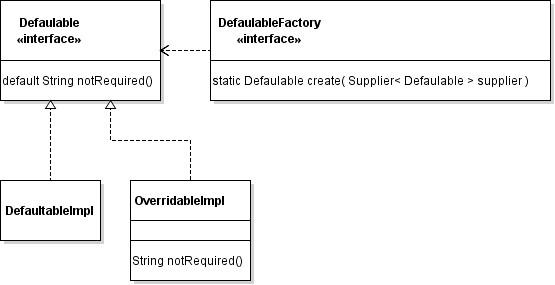 Defaulable
«interface»
default String notRequired()
DefaulableFactory
«interface»
static Defaulable create( Supplier< Defaulable > supplier )
DefaultableImpl
OverridableImpl
String notRequired()